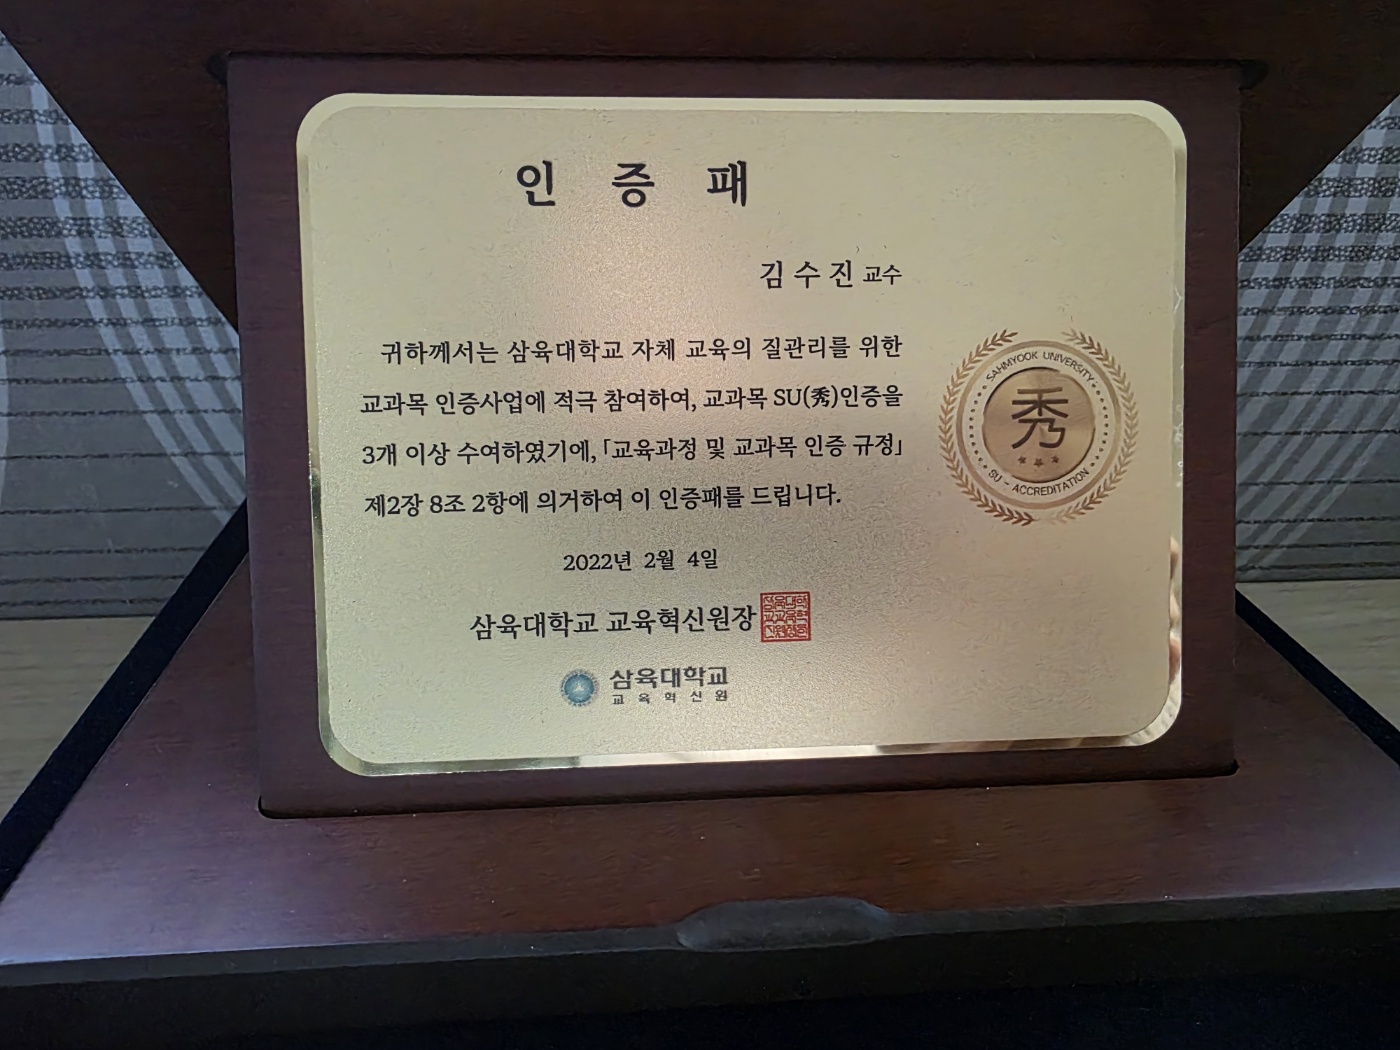 인 증 패
김 수 진 교수
귀하께서는 삼육대학교 자체 교육의 질관리를 위한
교과목 인증사업에 적극 참여하여, 교과목 SU(秀)인증을
3개 이상 수여하였기에, 「교육과정 및 교과목 인증 규정」
제2장 8조 2항에 의거하여 이 인증패를 드립니다.
2022년 2월 4일
삼육대학교 교육혁신원장
삼육대학교
교육혁신원
SAHMYOOK UNIVERSITY
秀
SU - ACCREDITATION